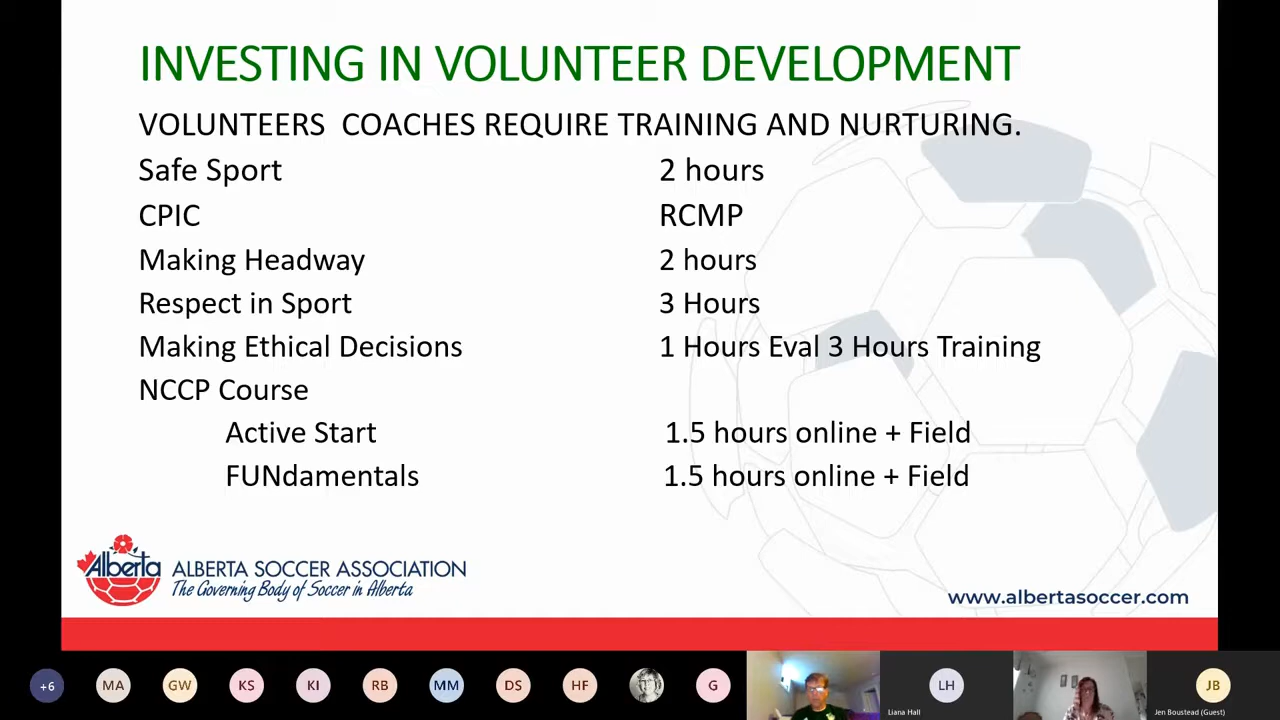 INVESTING IN VOLUNTEER DEVELOPMENT
VOLUNTEERS COACHES REQUIRE TRAINING AND NURTURING.
Safe Sport 2 hours
CPIC RCMP
Making Headway 2 hours
Respect in Sport 3 Hours
Making Ethical Decisions 1 Hours Eval 3 Hours Training
NCCP Course
Active Start 1.5 hours online + Field
FUNdamentals 1.5 hours online + Field
Alberta
ALBERTA SOCCER ASSOCIATION
The Governing Body of Soccer in Alberta
www.albertasoccer.com
+6 MA GW KS KI RB MM DS HF G LH JB
Liana Hall Jen Boustead (Guest)